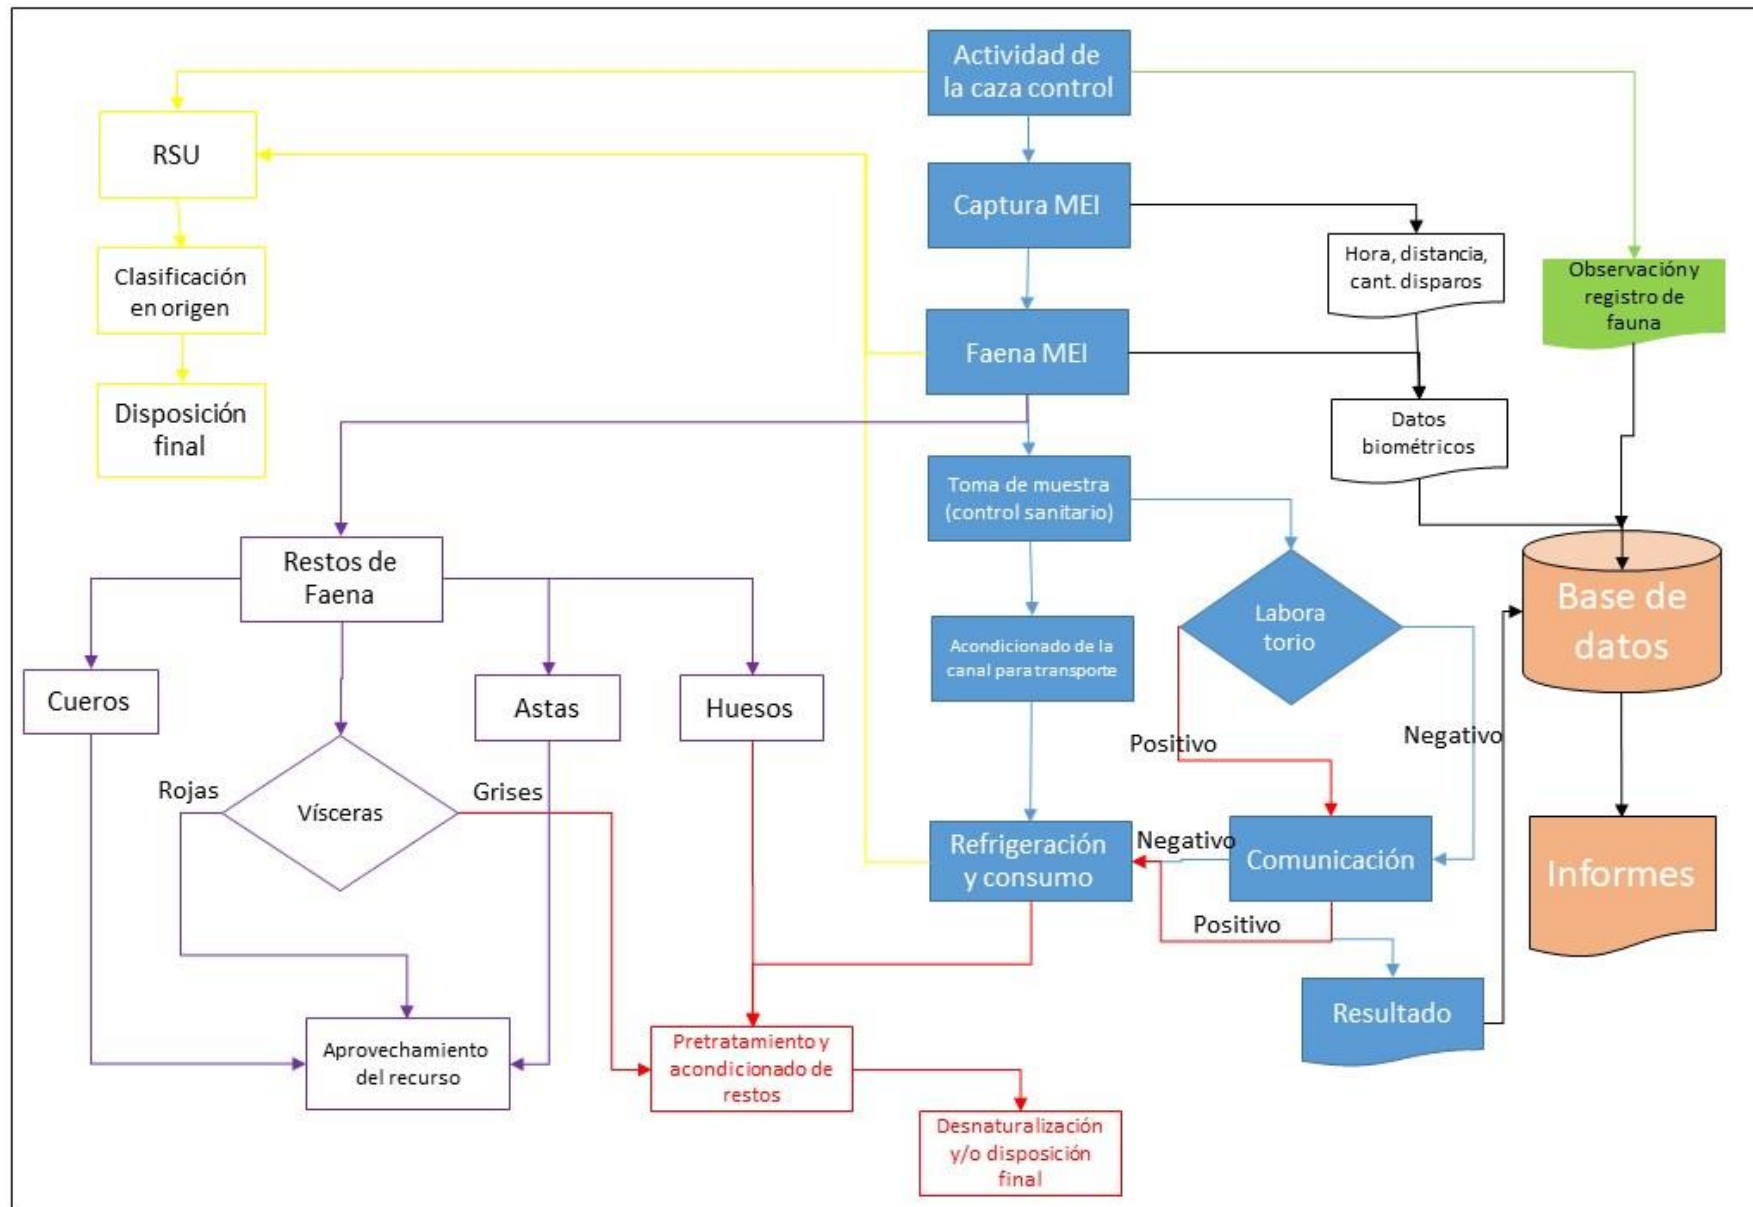 Actividad de
la caza control
RSU
Captura MEI
Hora, distancia,
cant. disparos
Observación y
registro de
fauna
Clasificación
en origen
Faena MEI
Disposición
final
Datos
biométricos
Toma de muestra
(control sanitario)
Restos de
Faena
Base de
datos
Labora
torio
Acondicionado de la
canal para transporte
Cueros
Astas
Huesos
Positivo
Negativo
Rojas
Grises
Vísceras
Refrigeración
y consumo
Negativo
Comunicación
Informes
Positivo
Resultado
Aprovechamiento
del recurso
Pretratamiento y
acondicionado de
restos
Desnaturalización
y/o disposición
final